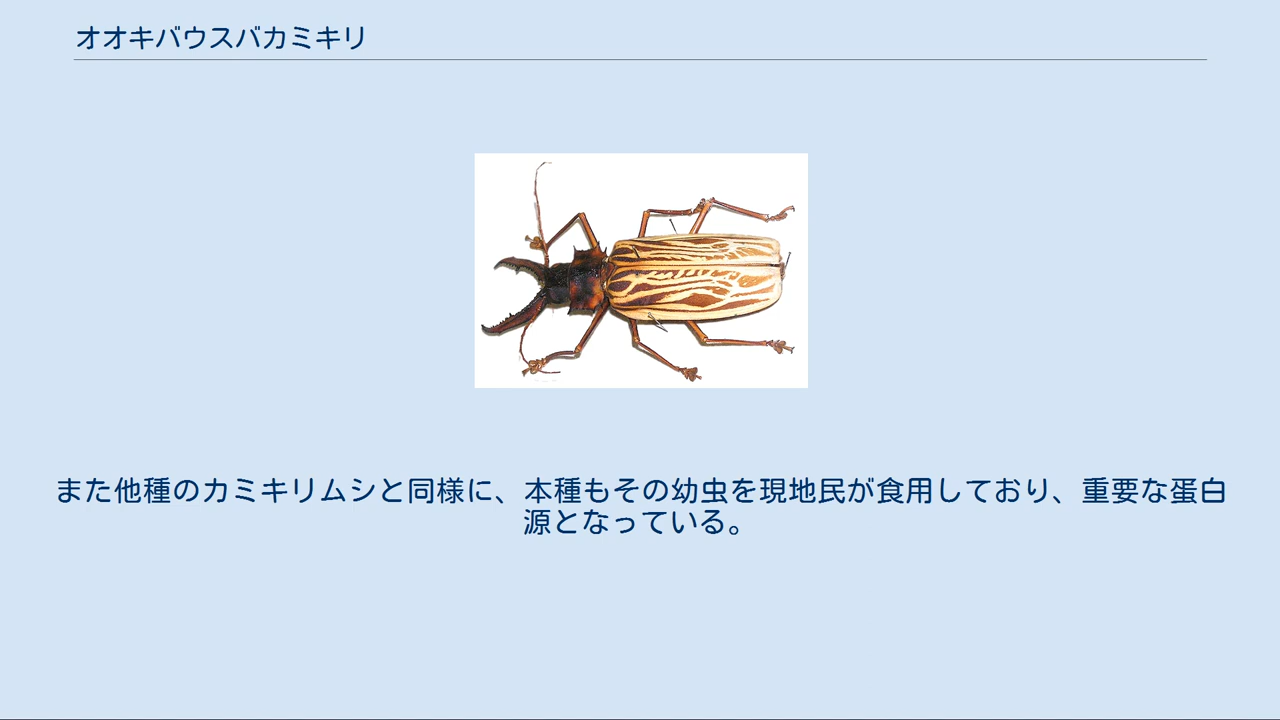 オオキバウスバカミキリ
また他種のカミキリムシと同様に、本種もその幼虫を現地民が食用しており、重要な蛋白
源となっている。